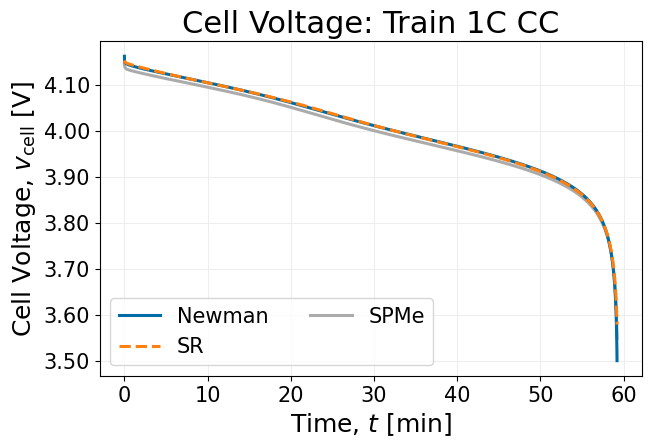 Cell Voltage: Train 1C CC
Cell Voltage, v_cell [V]
4.10
4.00
3.90
3.80
3.70
3.60
3.50
Newman
SPMe
SR
0 10 20 30 40 50 60
Time, t [min]